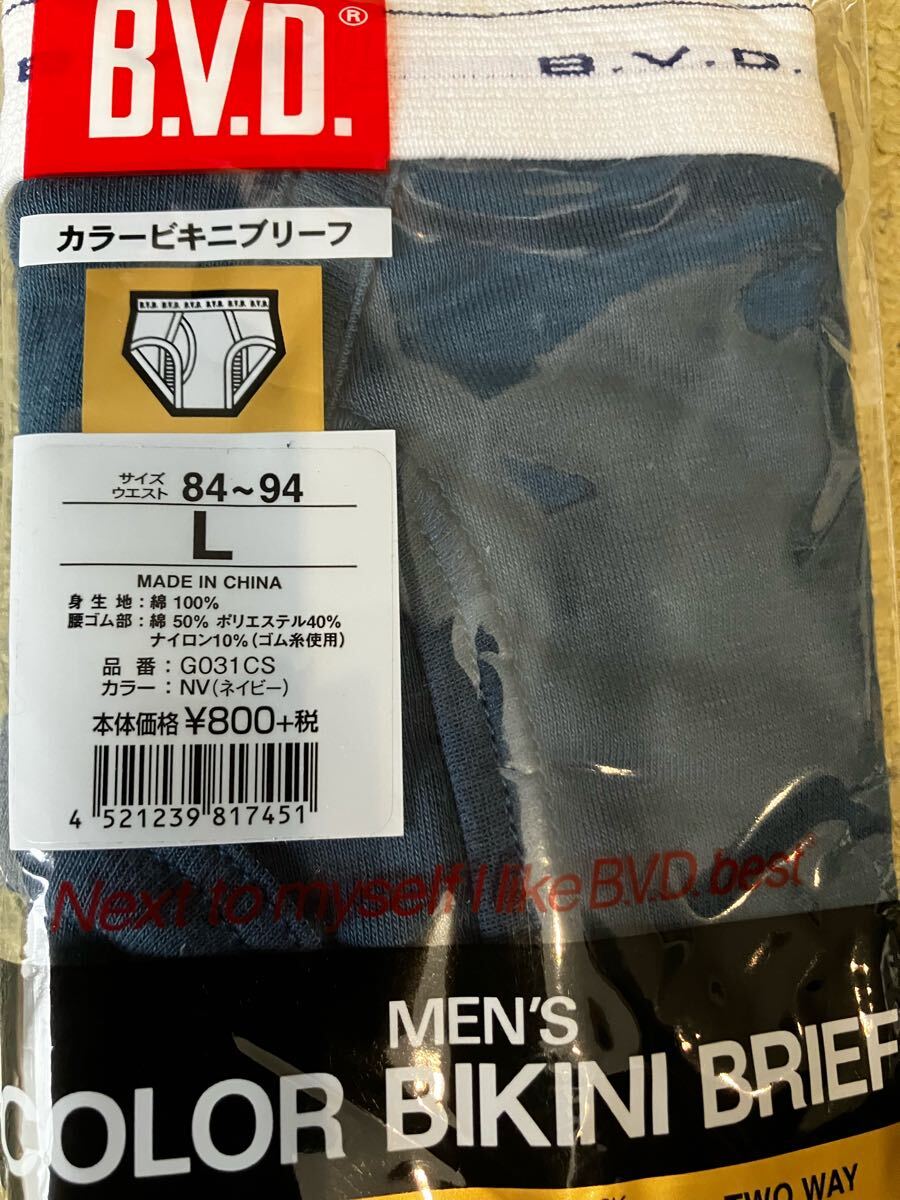 B.V.D.®
B.V.D.
カラービキニブリーフ
B.V.D. B.V.D. B.V.D. B.V.D. B.V.D. B.V.D.
サイズ
ウエスト 84～94
L
MADE IN CHINA
身生地：綿 100%
腰ゴム部：綿 50% ポリエステル40%
ナイロン10%（ゴム糸使用）
品番：G031CS
カラー：NV（ネイビー）
本体価格 ¥800+税
4 521239 817451
Next to myself I like B.V.D. best
MEN'S
COLOR BIKINI BRIEF
TWO WAY